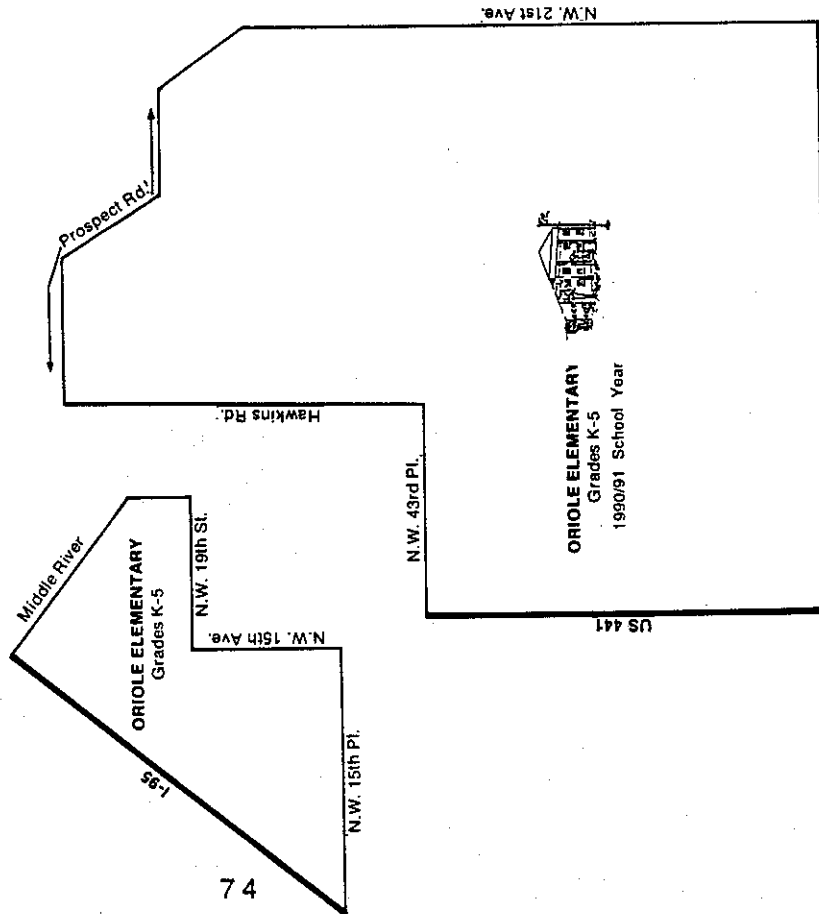 N.W. 21st Ave.
Prospect Rd.
Hawkins Rd.
N.W. 43rd Pl.
US 441
ORIOLE ELEMENTARY
Grades K-5
1990/91 School Year
Middle River
ORIOLE ELEMENTARY
Grades K-5
N.W. 19th St.
N.W. 15th Ave.
N.W. 15th Pl.
I-95
74